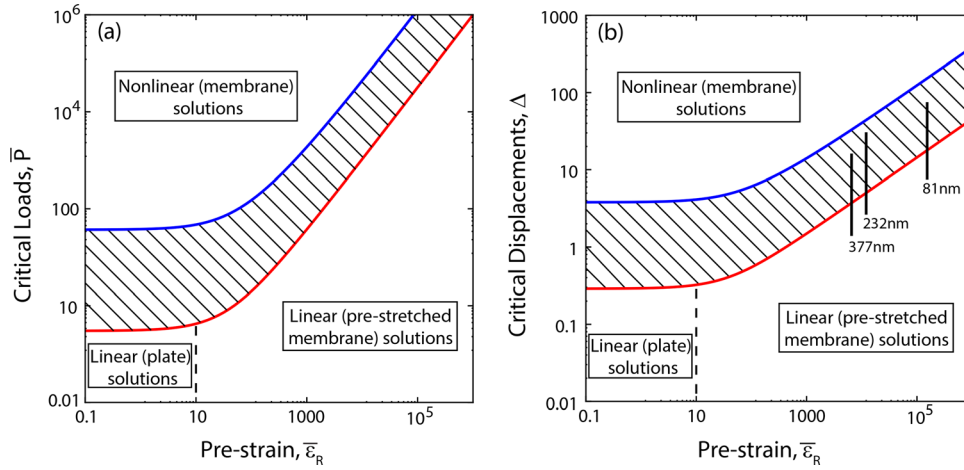 (a)
10^6
10^4
100
10
0.01
Critical Loads, P̅
Nonlinear (membrane)
solutions
Linear (pre-stretched
membrane) solutions
Linear (plate)
solutions
0.1
10
1000
10^5
Pre-strain, ε̅_R
(b)
1000
100
10
1
0.1
0.01
Critical Displacements, Δ
Nonlinear (membrane)
solutions
81nm
232nm
377nm
Linear (pre-stretched
membrane) solutions
Linear (plate)
solutions
0.1
10
1000
10^5
Pre-strain, ε̅_R